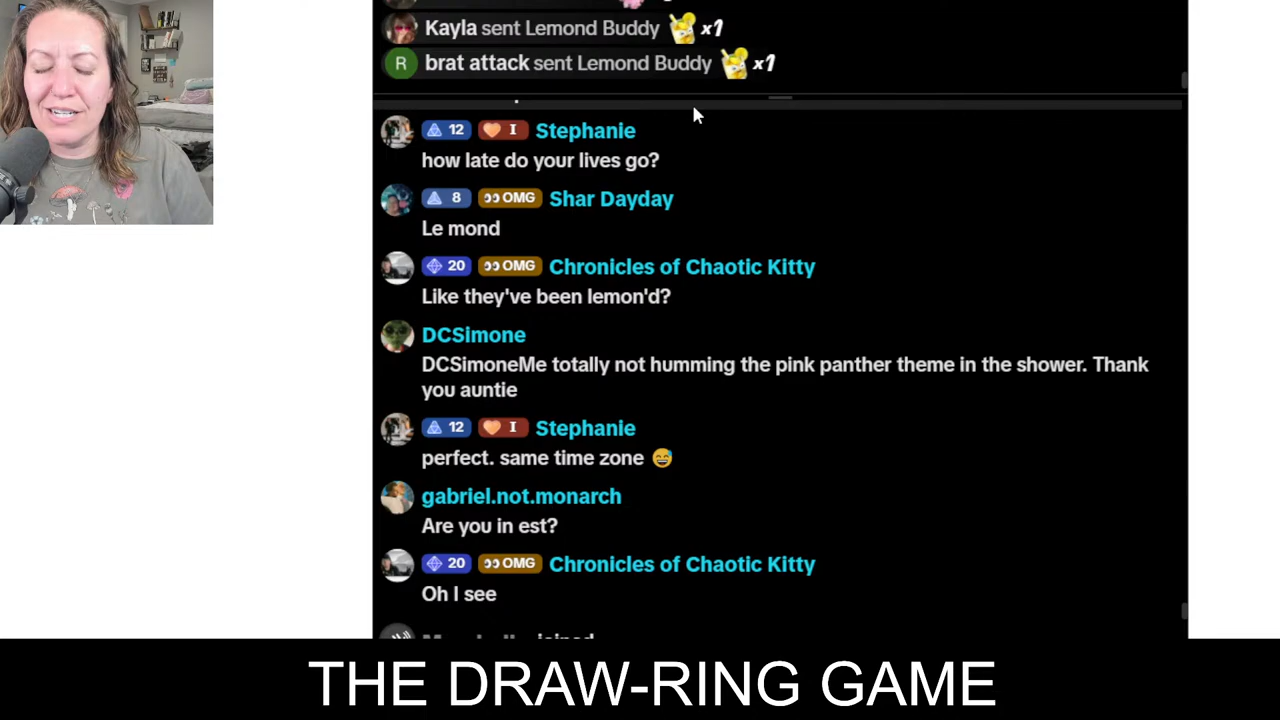 Kayla sent Lemond Buddy x1
R brat attack sent Lemond Buddy x1
12 I Stephanie
how late do your lives go?
8 OMG Shar Dayday
Le mond
20 OMG Chronicles of Chaotic Kitty
Like they've been lemon'd?
DCSimone
DCSimoneMe totally not humming the pink panther theme in the shower. Thank
you auntie
12 I Stephanie
perfect. same time zone 😅
gabriel.not.monarch
Are you in est?
20 OMG Chronicles of Chaotic Kitty
Oh I see
joined
THE DRAW-RING GAME